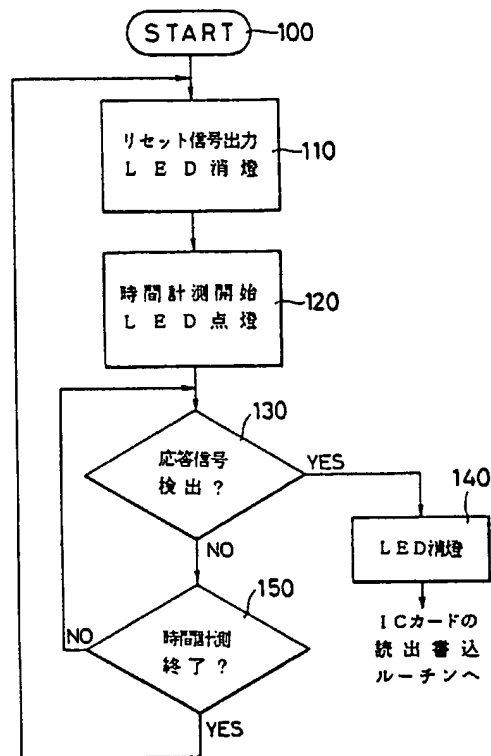 START
100
リセット信号出力
LED消燈
110
時間計測開始
LED点燈
120
130
応答信号
検出?
YES
140
LED消燈
NO
ICカードの
読出書込
ルーチンへ
150
時間計測
終了?
NO
YES